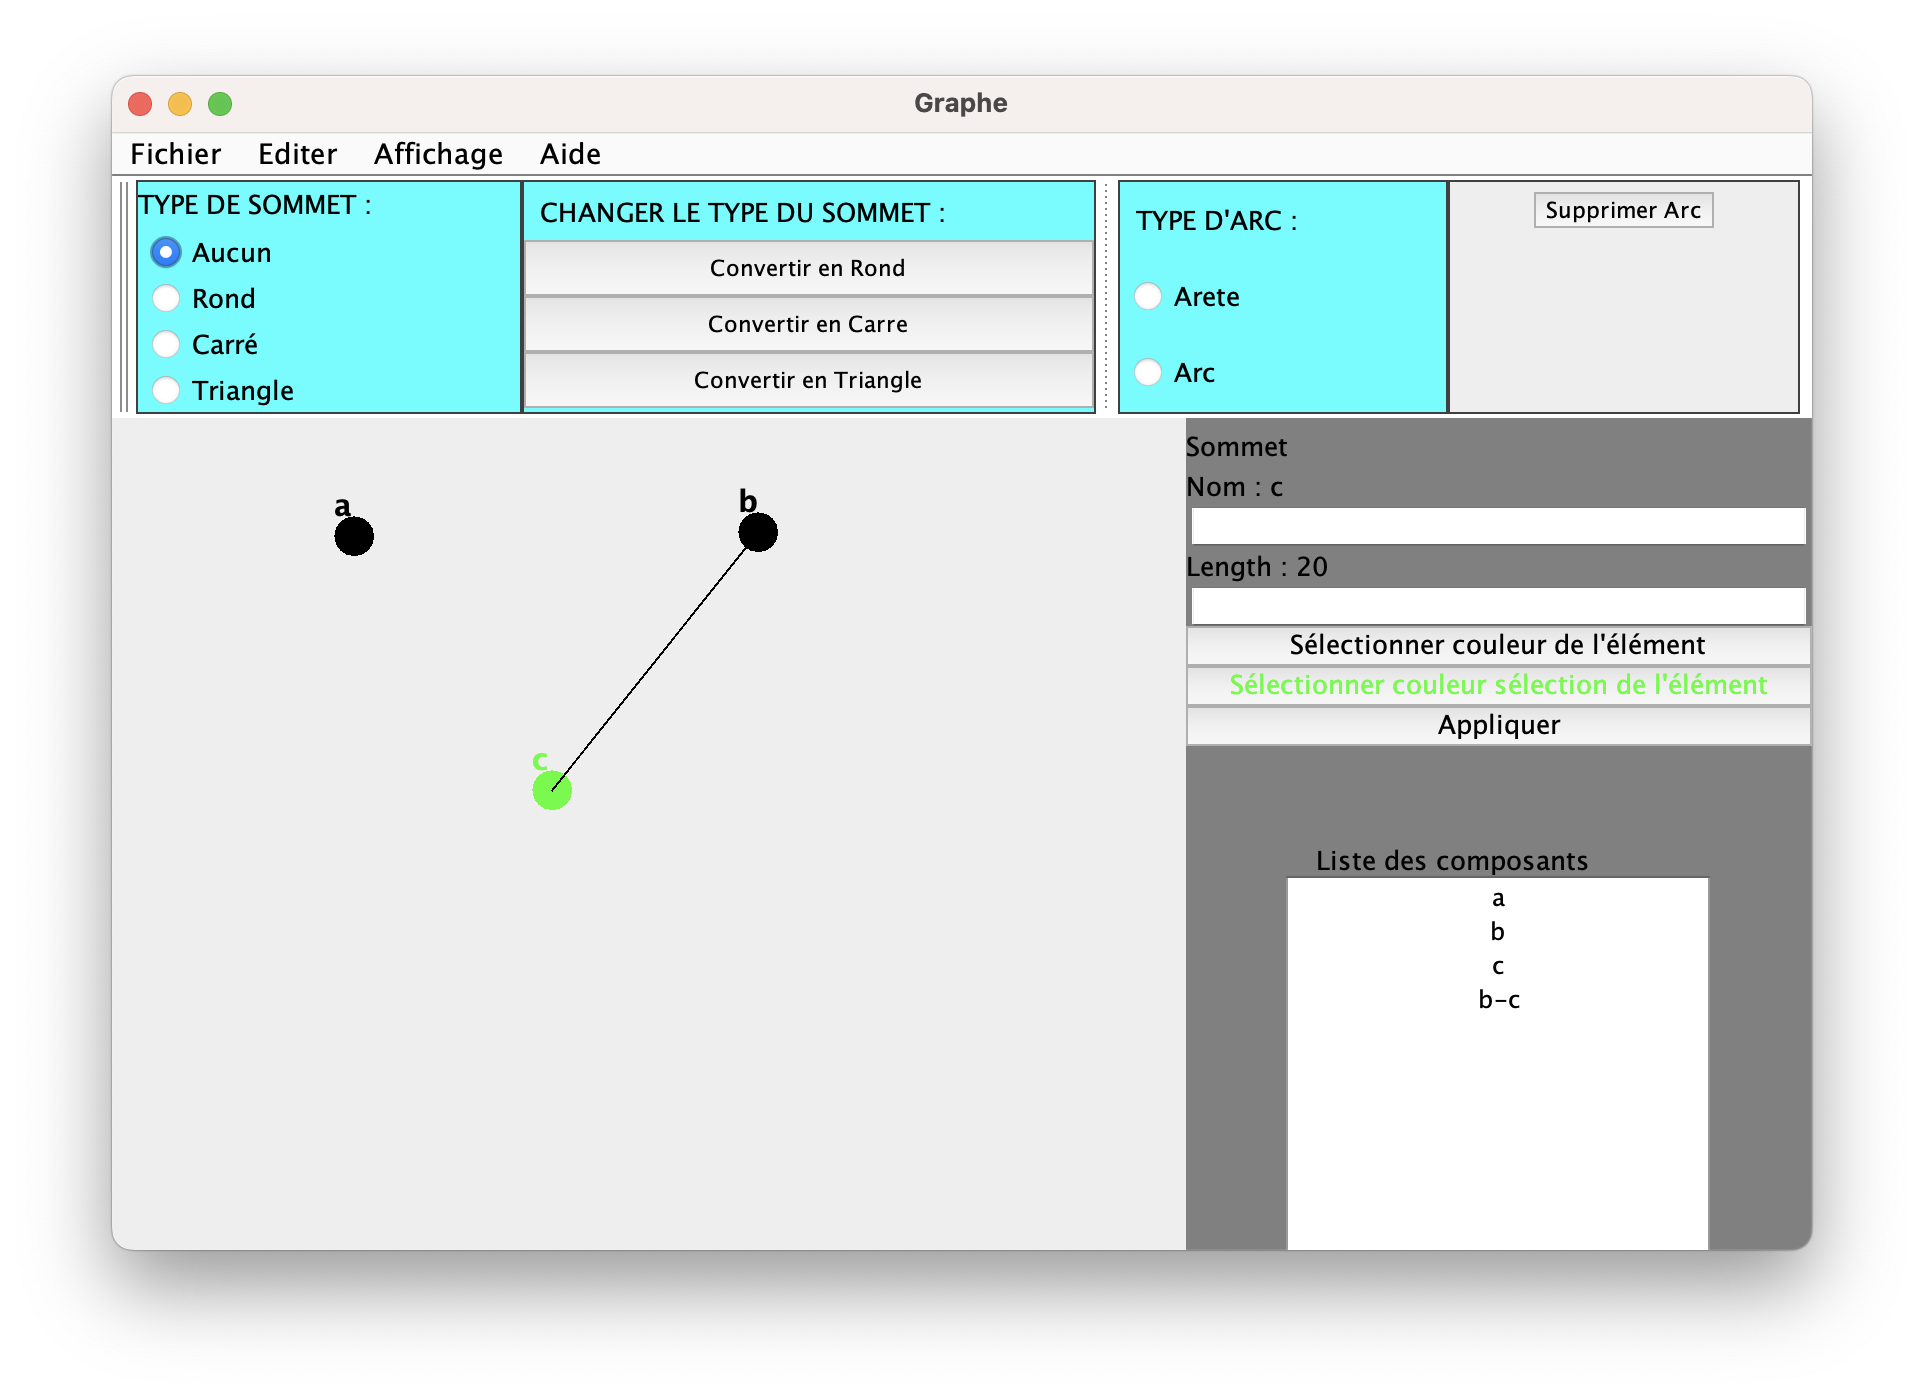 Graphe
Fichier Editer Affichage Aide
TYPE DE SOMMET :
Aucun
Rond
Carré
Triangle
CHANGER LE TYPE DU SOMMET :
Convertir en Rond
Convertir en Carre
Convertir en Triangle
TYPE D'ARC :
Arete
Arc
Supprimer Arc
a
b
c
Sommet
Nom : c
Length : 20
Sélectionner couleur de l'élément
Sélectionner couleur sélection de l'élément
Appliquer
Liste des composants
a
b
c
b-c